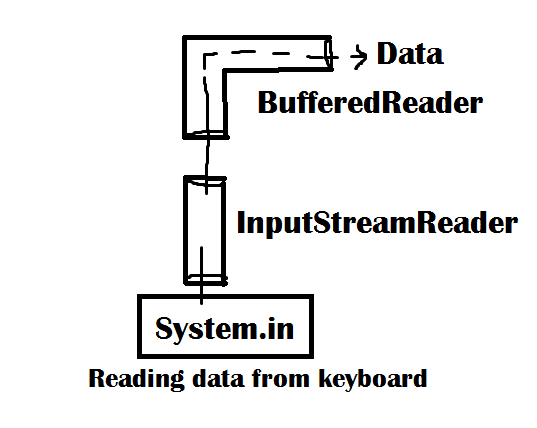 Data
BufferedReader
InputStreamReader
System.in
Reading data from keyboard